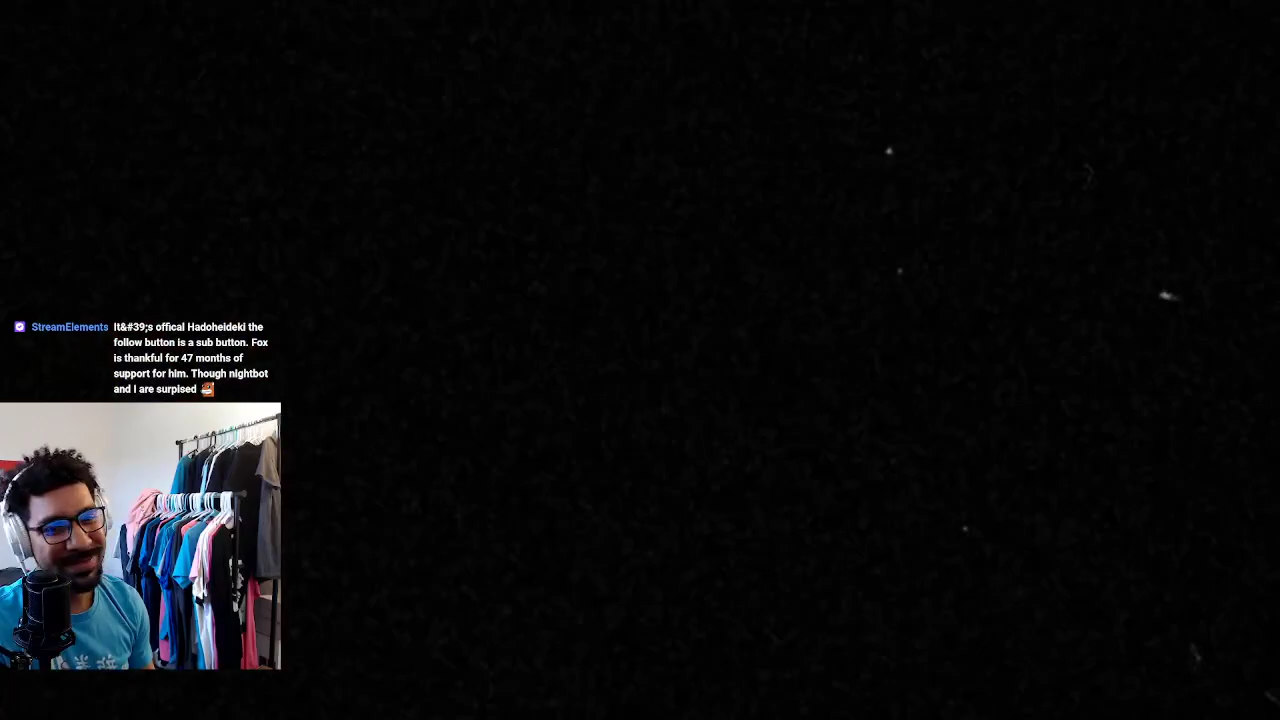 StreamElements It&#39;s offical Hadoheideki the
follow button is a sub button. Fox
is thankful for 47 months of
support for him. Though nightbot
and I are surpised